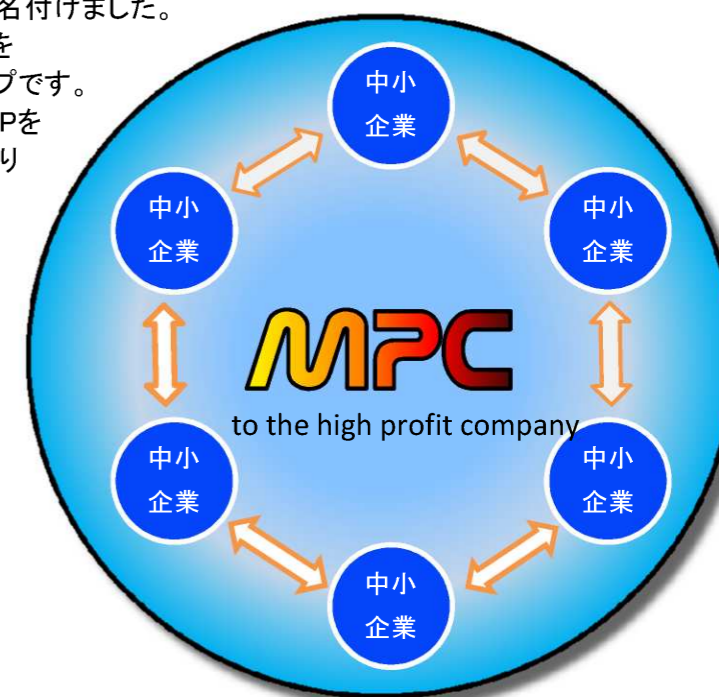 名付けました。
を
プです。
Pを
り
中小
企業
中小
企業
中小
企業
MPC
to the high profit company
中小
企業
中小
企業
中小
企業